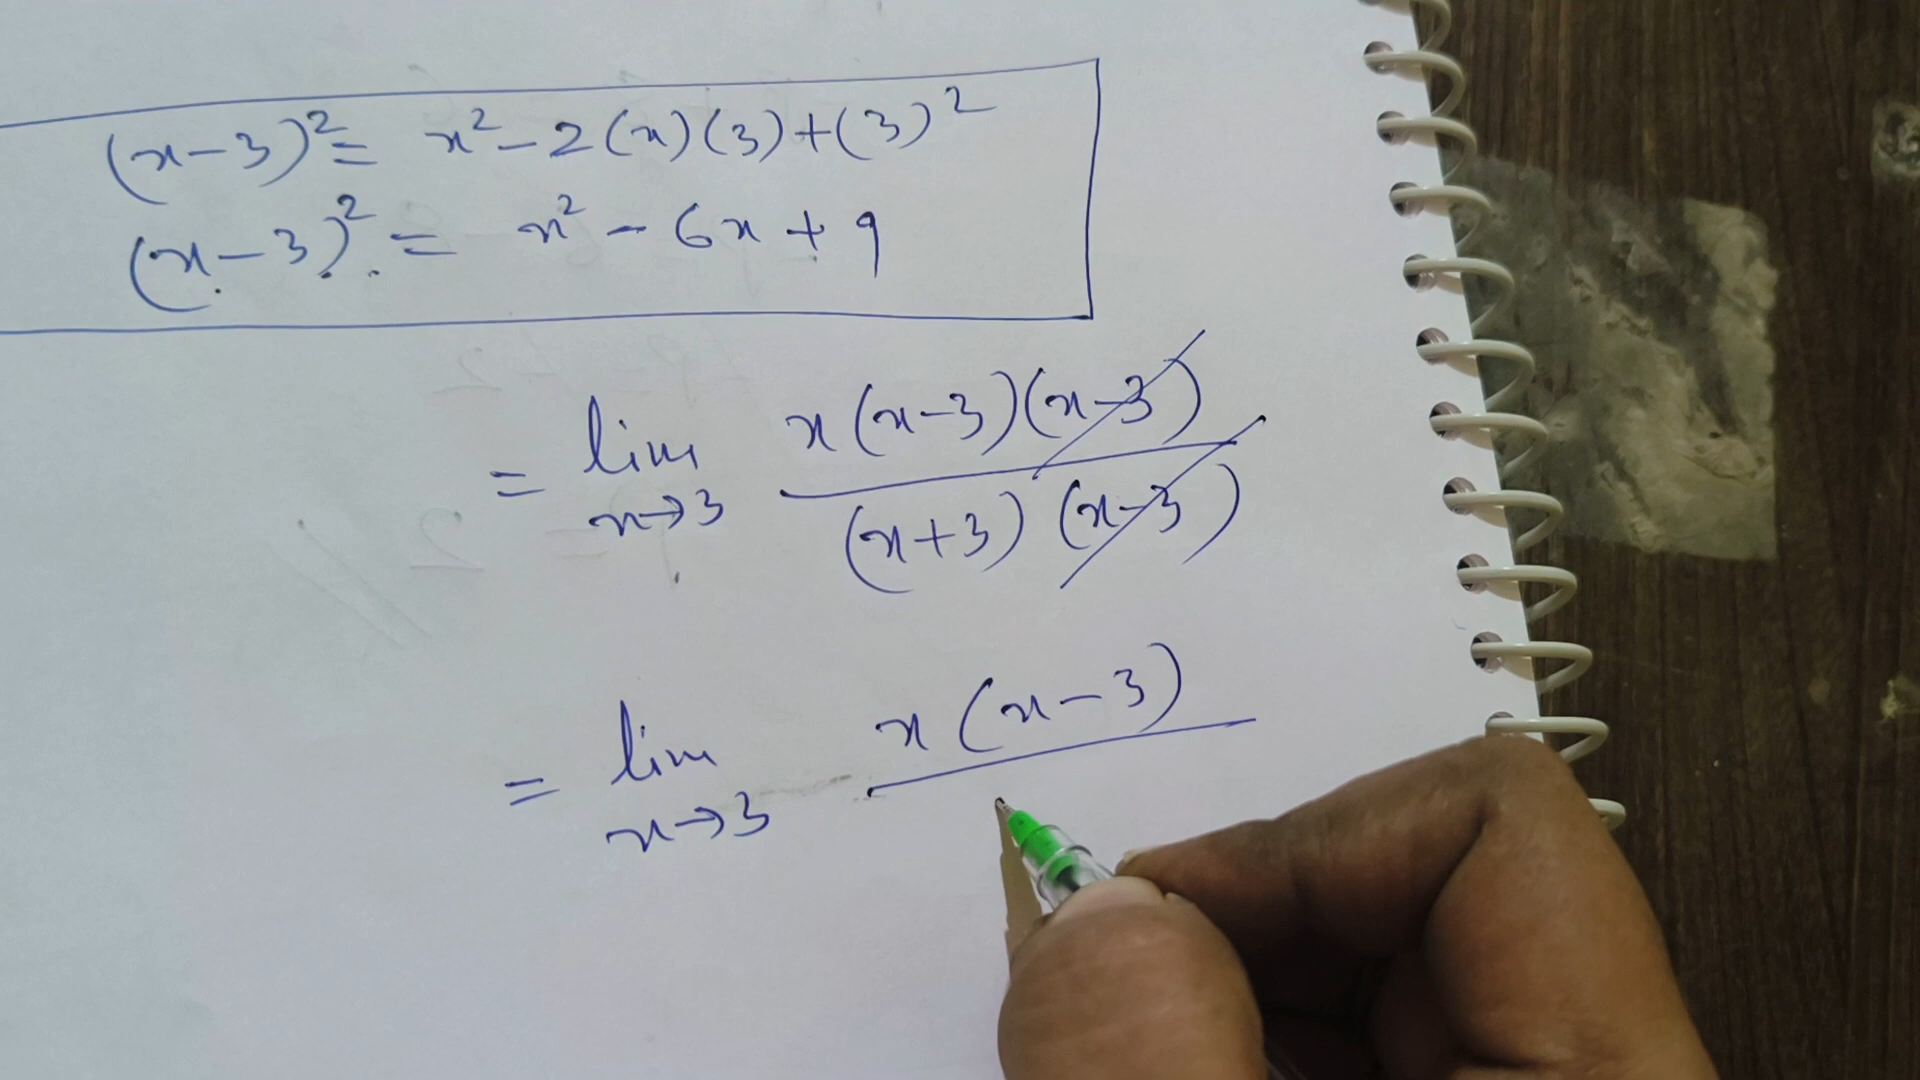 (x-3)² = x² - 2(x)(3) + (3)²
(x-3)² = x² - 6x + 9
= lim x→3 x(x-3)(x-3) / (x+3)(x-3)
= lim x→3 x(x-3)